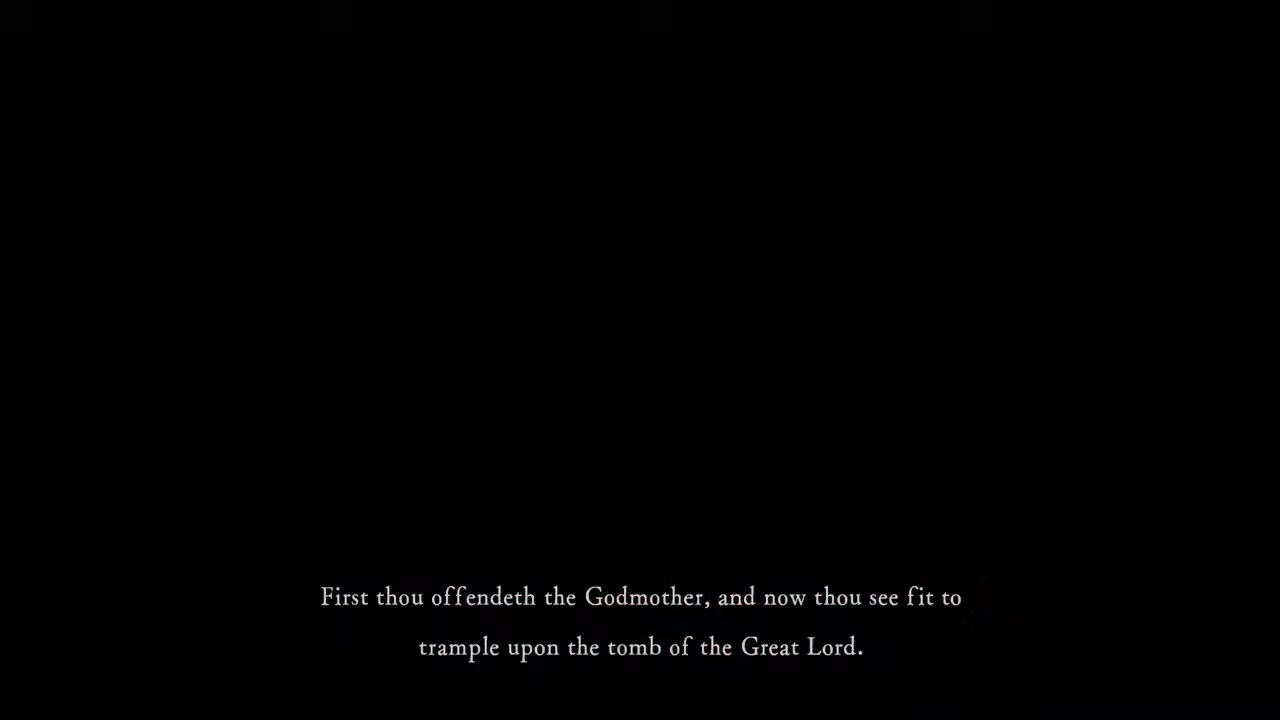 First thou offendeth the Godmother, and now thou see fit to
trample upon the tomb of the Great Lord.